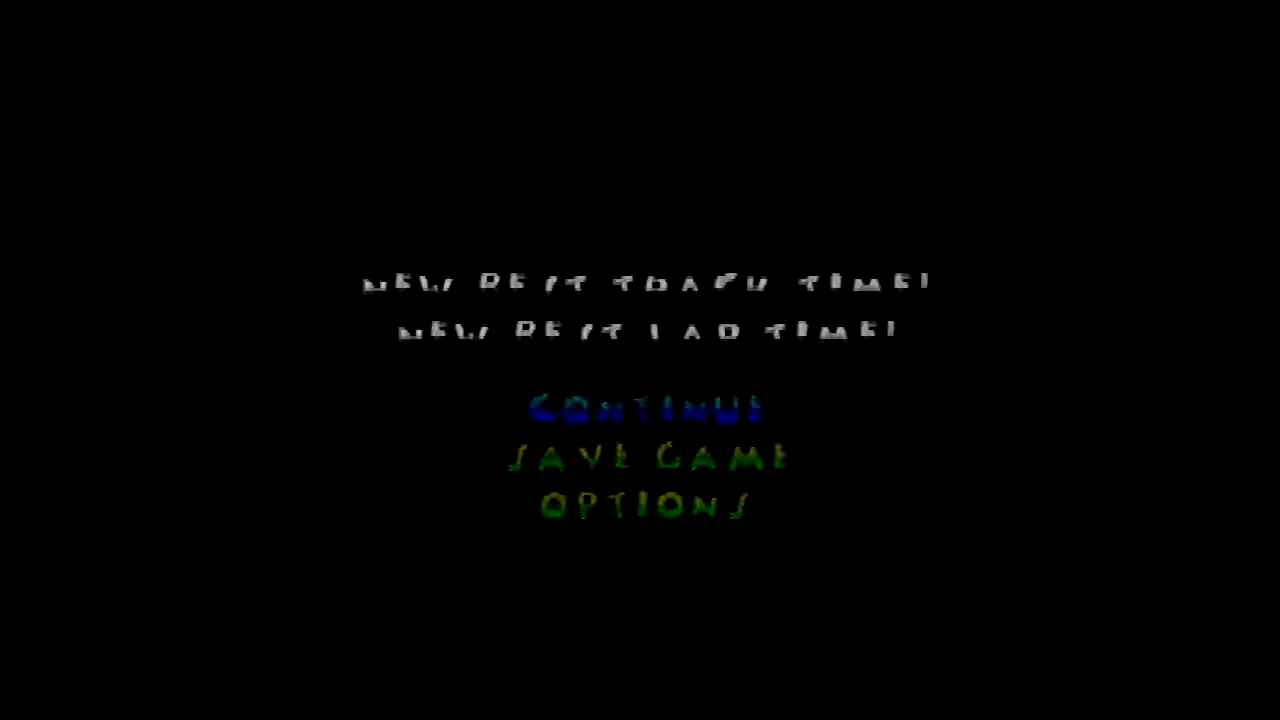 NEW BEST TRACK TIME!
NEW BEST LAP TIME!
CONTINUE
SAVE GAME
OPTIONS